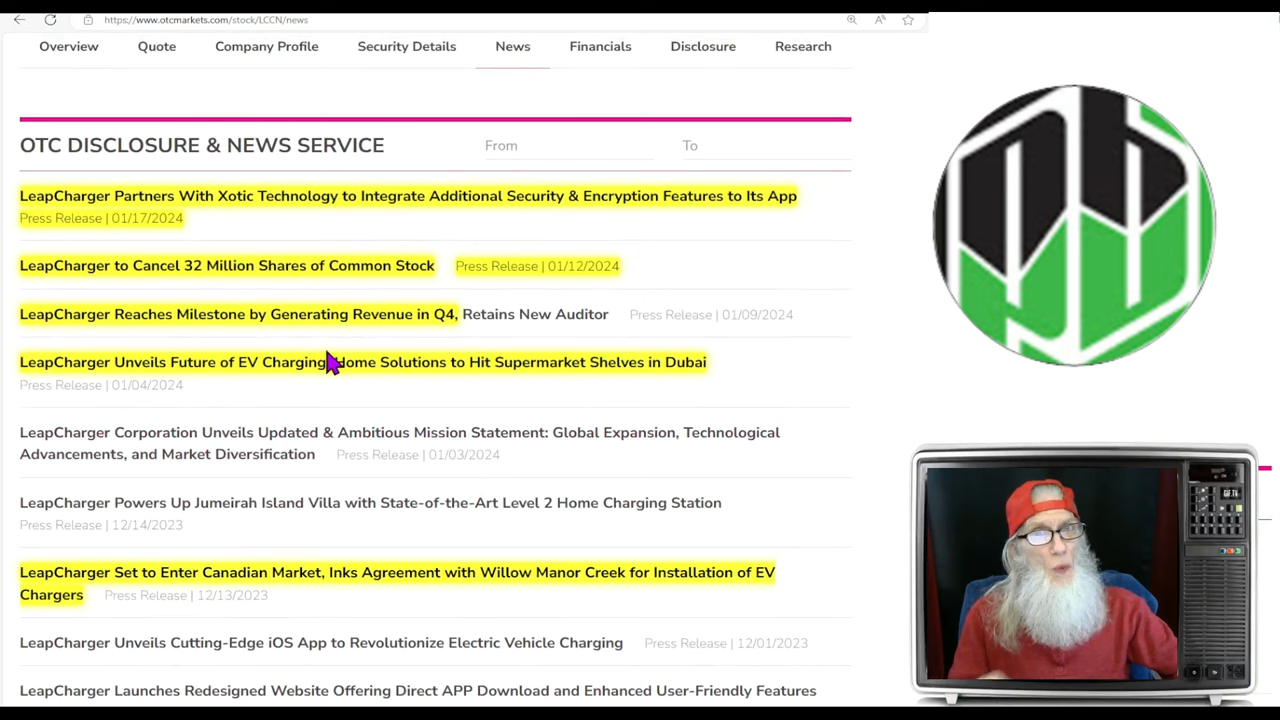 https://www.otcmarkets.com/stock/LCCN/news
Overview Quote Company Profile Security Details News Financials Disclosure Research
OTC DISCLOSURE & NEWS SERVICE From To
LeapCharger Partners With Xotic Technology to Integrate Additional Security & Encryption Features to Its App
Press Release | 01/17/2024
LeapCharger to Cancel 32 Million Shares of Common Stock Press Release | 01/12/2024
LeapCharger Reaches Milestone by Generating Revenue in Q4, Retains New Auditor Press Release | 01/09/2024
LeapCharger Unveils Future of EV Charging Home Solutions to Hit Supermarket Shelves in Dubai
Press Release | 01/04/2024
LeapCharger Corporation Unveils Updated & Ambitious Mission Statement: Global Expansion, Technological
Advancements, and Market Diversification Press Release | 01/03/2024
LeapCharger Powers Up Jumeirah Island Villa with State-of-the-Art Level 2 Home Charging Station
Press Release | 12/14/2023
LeapCharger Set to Enter Canadian Market, Inks Agreement with Willow Manor Creek for Installation of EV
Chargers Press Release | 12/13/2023
LeapCharger Unveils Cutting-Edge iOS App to Revolutionize Electric Vehicle Charging Press Release | 12/01/2023
LeapCharger Launches Redesigned Website Offering Direct APP Download and Enhanced User-Friendly Features